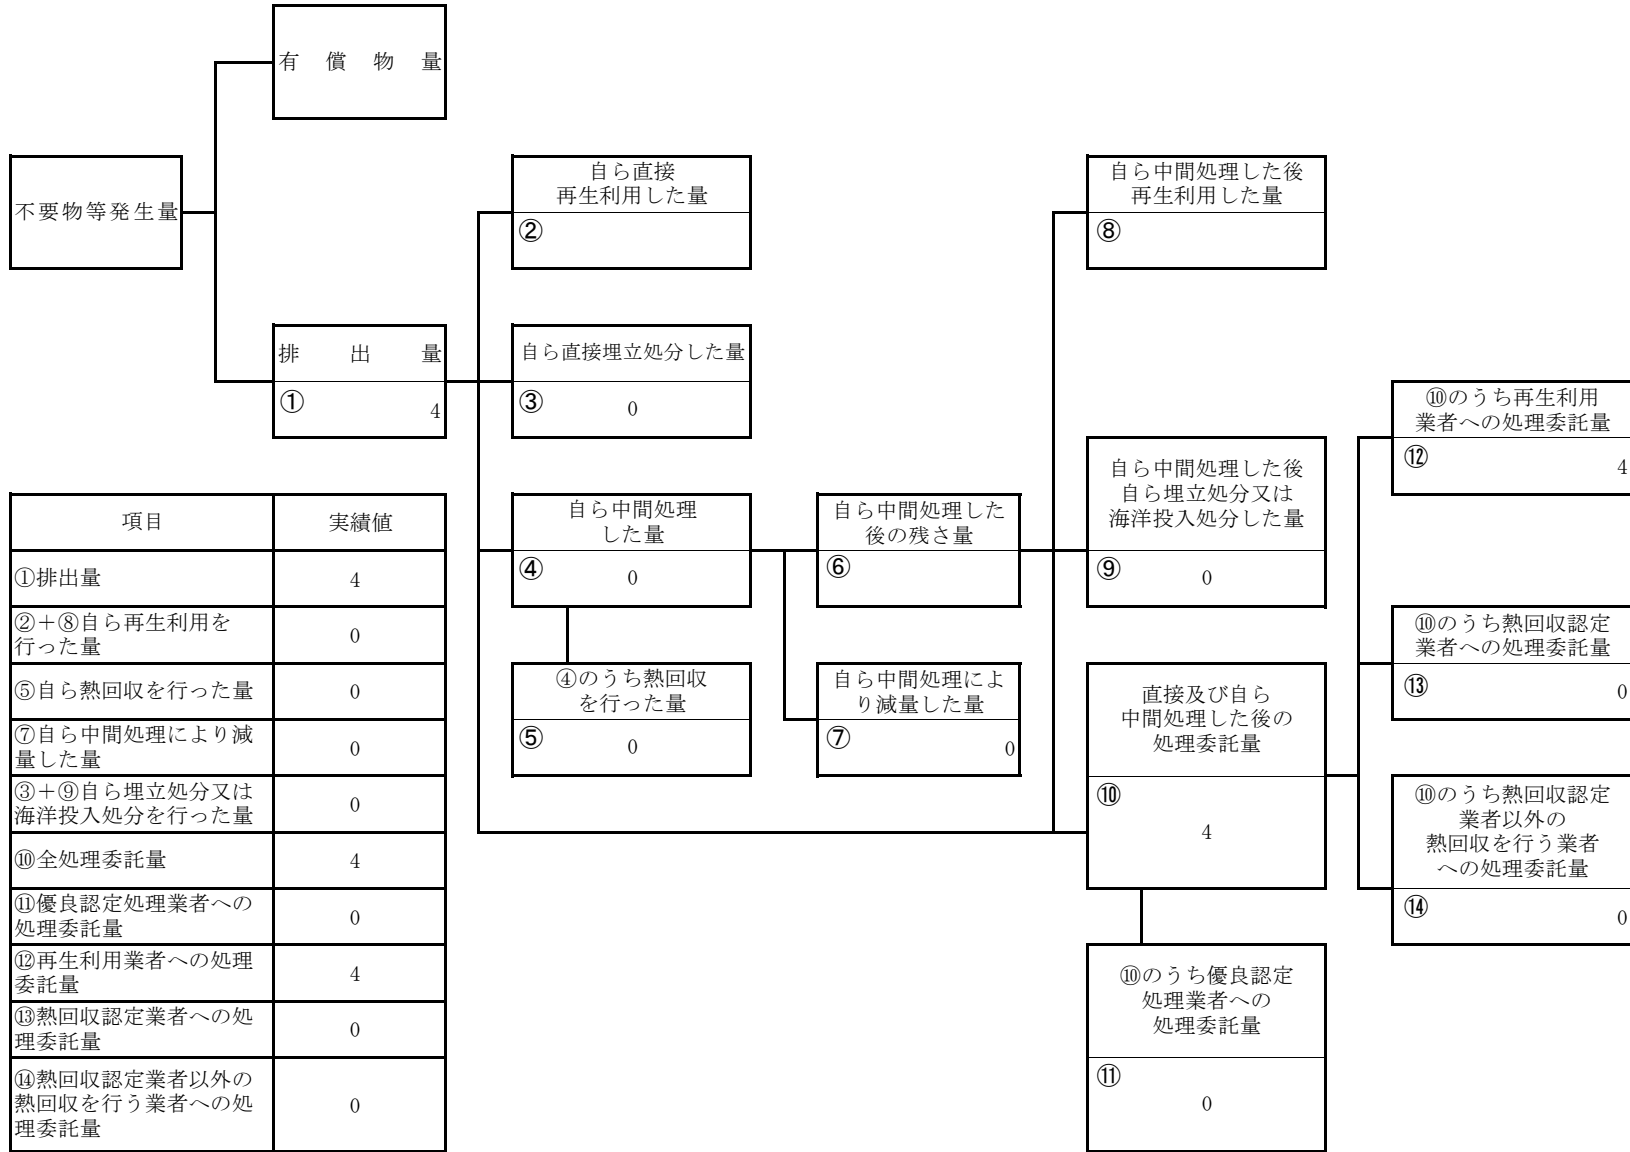 有償物量
不要物等発生量
自ら直接
再生利用した量
②
自ら中間処理した後
再生利用した量
⑧
排出量
①
4
自ら直接埋立処分した量
③
0
⑩のうち再生利用
業者への処理委託量
⑫
4
自ら中間処理した後
自ら埋立処分又は
海洋投入処分した量
⑨
0
自ら中間処理
した量
④
0
自ら中間処理した
後の残さ量
⑥
④のうち熱回収
を行った量
⑤
0
自ら中間処理によ
り減量した量
⑦
0
⑩のうち熱回収認定
業者への処理委託量
⑬
0
直接及び自ら
中間処理した後の
処理委託量
⑩
4
⑩のうち熱回収認定
業者以外の
熱回収を行う業者
への処理委託量
⑭
0
⑩のうち優良認定
処理業者への
処理委託量
⑪
0
項目 実績値
①排出量 4
②＋⑧自ら再生利用を
行った量
0
⑤自ら熱回収を行った量 0
⑦自ら中間処理により減
量した量
0
③＋⑨自ら埋立処分又は
海洋投入処分を行った量
0
⑩全処理委託量 4
⑪優良認定処理業者への
処理委託量
0
⑫再生利用業者への処理
委託量
4
⑬熱回収認定業者への処
理委託量
0
⑭熱回収認定業者以外の
熱回収を行う業者への処
理委託量
0